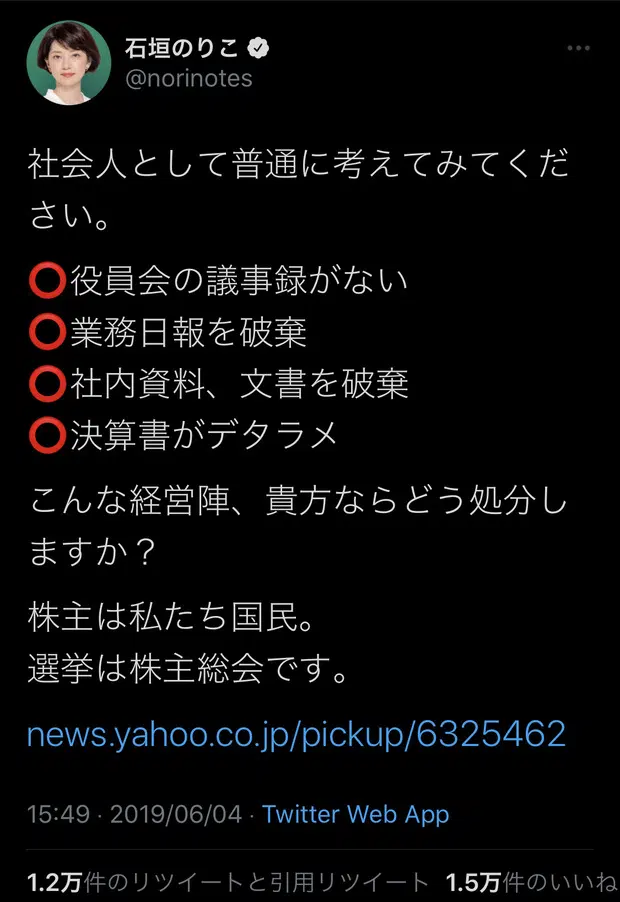 石垣のりこ
@norinotes
社会人として普通に考えてみてくだ
さい。
⭕役員会の議事録がない
⭕業務日報を破棄
⭕社内資料、文書を破棄
⭕決算書がデタラメ
こんな経営陣、貴方ならどう処分し
ますか？
株主は私たち国民。
選挙は株主総会です。
news.yahoo.co.jp/pickup/6325462
15:49 · 2019/06/04 · Twitter Web App
1.2万件のリツイートと引用リツイート 1.5万件のいいね